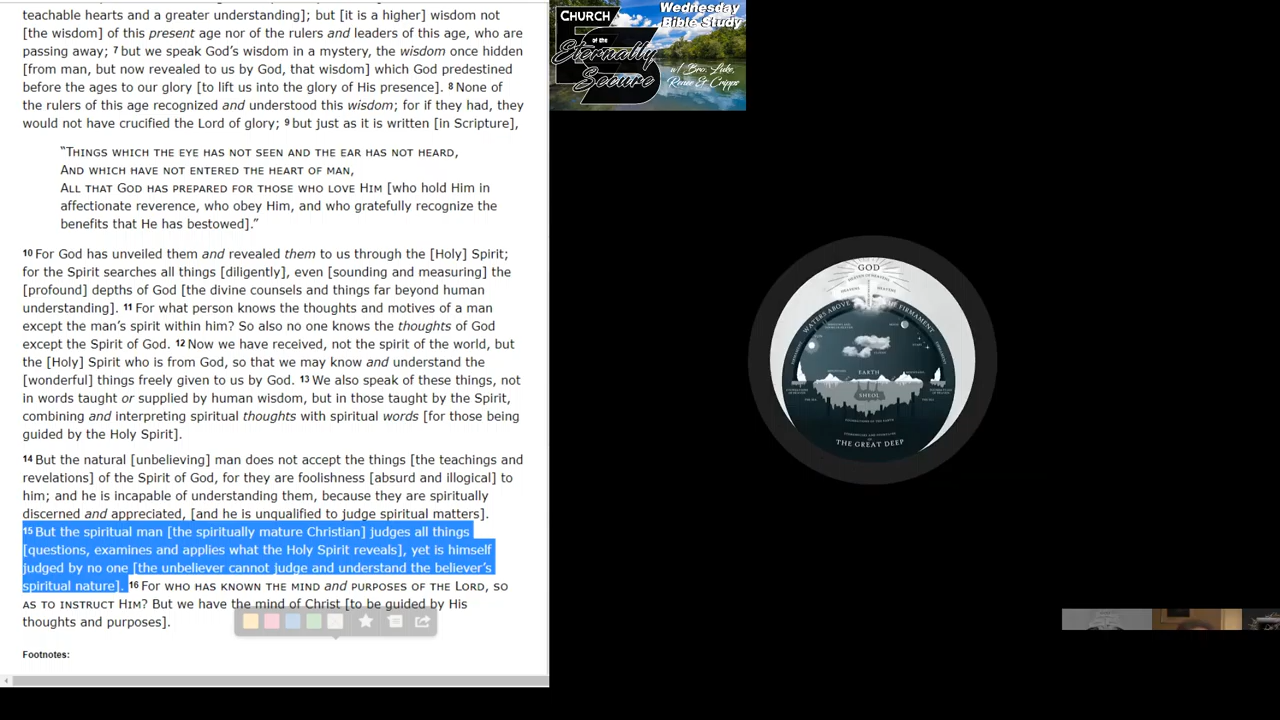 teachable hearts and a greater understanding]; but [it is a higher] wisdom not
[the wisdom] of this present age nor of the rulers and leaders of this age, who are
passing away; 7 but we speak God's wisdom in a mystery, the wisdom once hidden
[from man, but now revealed to us by God, that wisdom] which God predestined
before the ages to our glory [to lift us into the glory of His presence]. 8 None of
the rulers of this age recognized and understood this wisdom; for if they had, they
would not have crucified the Lord of glory; 9 but just as it is written [in Scripture],
“THINGS WHICH THE EYE HAS NOT SEEN AND THE EAR HAS NOT HEARD,
AND WHICH HAVE NOT ENTERED THE HEART OF MAN,
ALL THAT GOD HAS PREPARED FOR THOSE WHO LOVE HIM [who hold Him in
affectionate reverence, who obey Him, and who gratefully recognize the
benefits that He has bestowed].”
10 For God has unveiled them and revealed them to us through the [Holy] Spirit;
for the Spirit searches all things [diligently], even [sounding and measuring] the
[profound] depths of God [the divine counsels and things far beyond human
understanding]. 11 For what person knows the thoughts and motives of a man
except the man's spirit within him? So also no one knows the thoughts of God
except the Spirit of God. 12 Now we have received, not the spirit of the world, but
the [Holy] Spirit who is from God, so that we may know and understand the
[wonderful] things freely given to us by God. 13 We also speak of these things, not
in words taught or supplied by human wisdom, but in those taught by the Spirit,
combining and interpreting spiritual thoughts with spiritual words [for those being
guided by the Holy Spirit].
14 But the natural [unbelieving] man does not accept the things [the teachings and
revelations] of the Spirit of God, for they are foolishness [absurd and illogical] to
him; and he is incapable of understanding them, because they are spiritually
discerned and appreciated, [and he is unqualified to judge spiritual matters].
15 But the spiritual man [the spiritually mature Christian] judges all things
[questions, examines and applies what the Holy Spirit reveals], yet is himself
judged by no one [the unbeliever cannot judge and understand the believer's
spiritual nature]. 16 FOR WHO HAS KNOWN THE MIND and PURPOSES OF THE LORD, SO
AS TO INSTRUCT HIM? But we have the mind of Christ [to be guided by His
thoughts and purposes].
Footnotes:
CHURCH
of the
Eternally
Secure
Wednesday
Bible Study
w/ Bro. Luke,
Renee & Cripps
GOD
HEAVENS HEAVENS
WATERS ABOVE FIRMAMENT
EARTH
SHEOL
THE GREAT DEEP